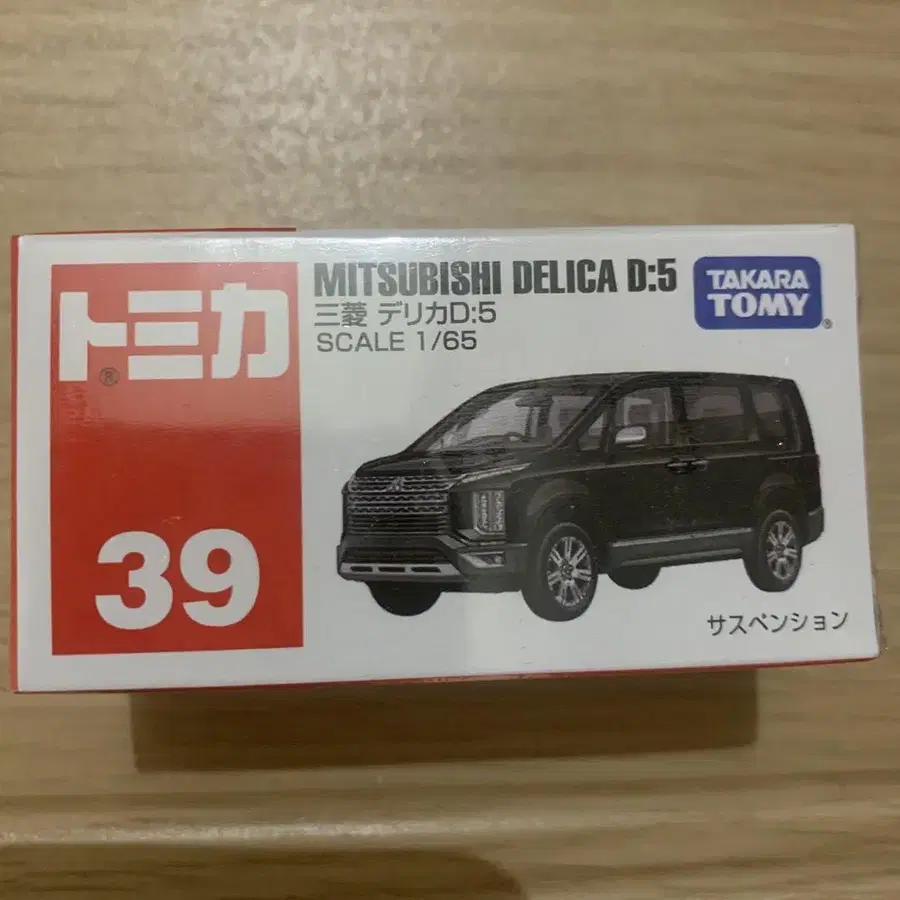 トミカ®
39
MITSUBISHI DELICA D:5
三菱 デリカD:5
SCALE 1/65
TAKARA
TOMY®
サスペンション